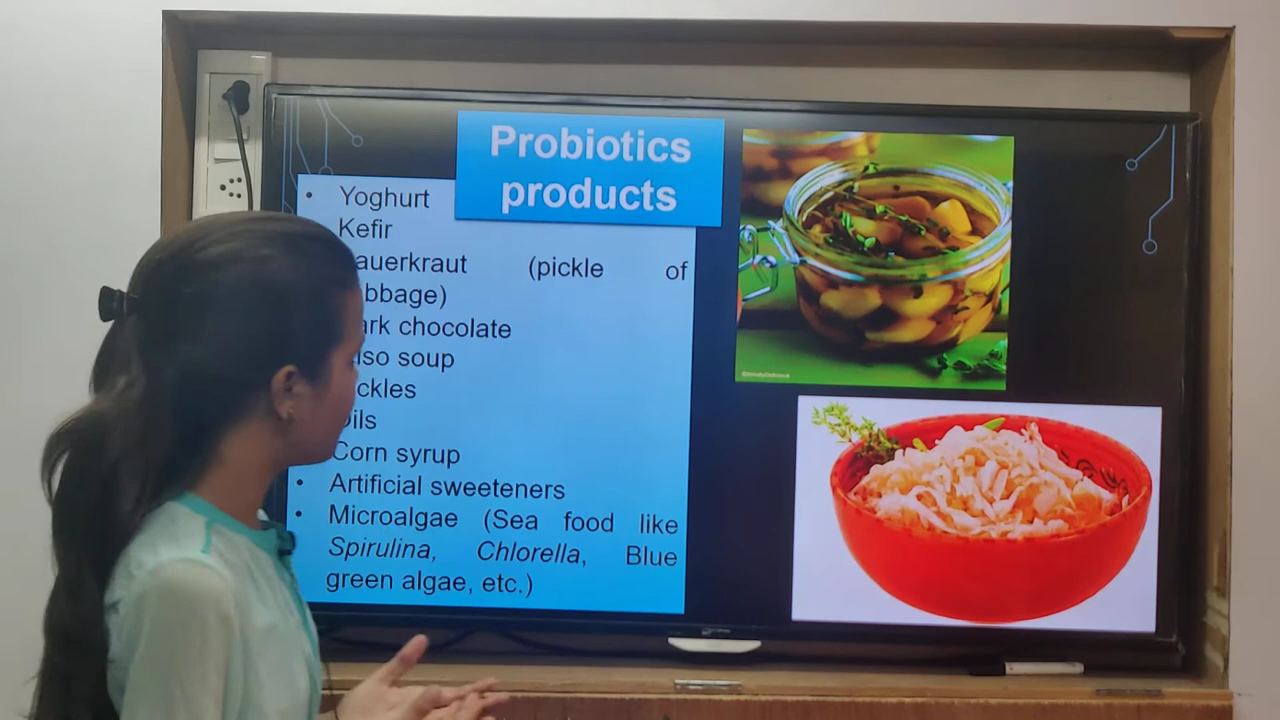 Probiotics
products
• Yoghurt
Kefir
auerkraut (pickle of
bbage)
ark chocolate
iso soup
ckles
Oils
Corn syrup
• Artificial sweeteners
• Microalgae (Sea food like
Spirulina, Chlorella, Blue
green algae, etc.)